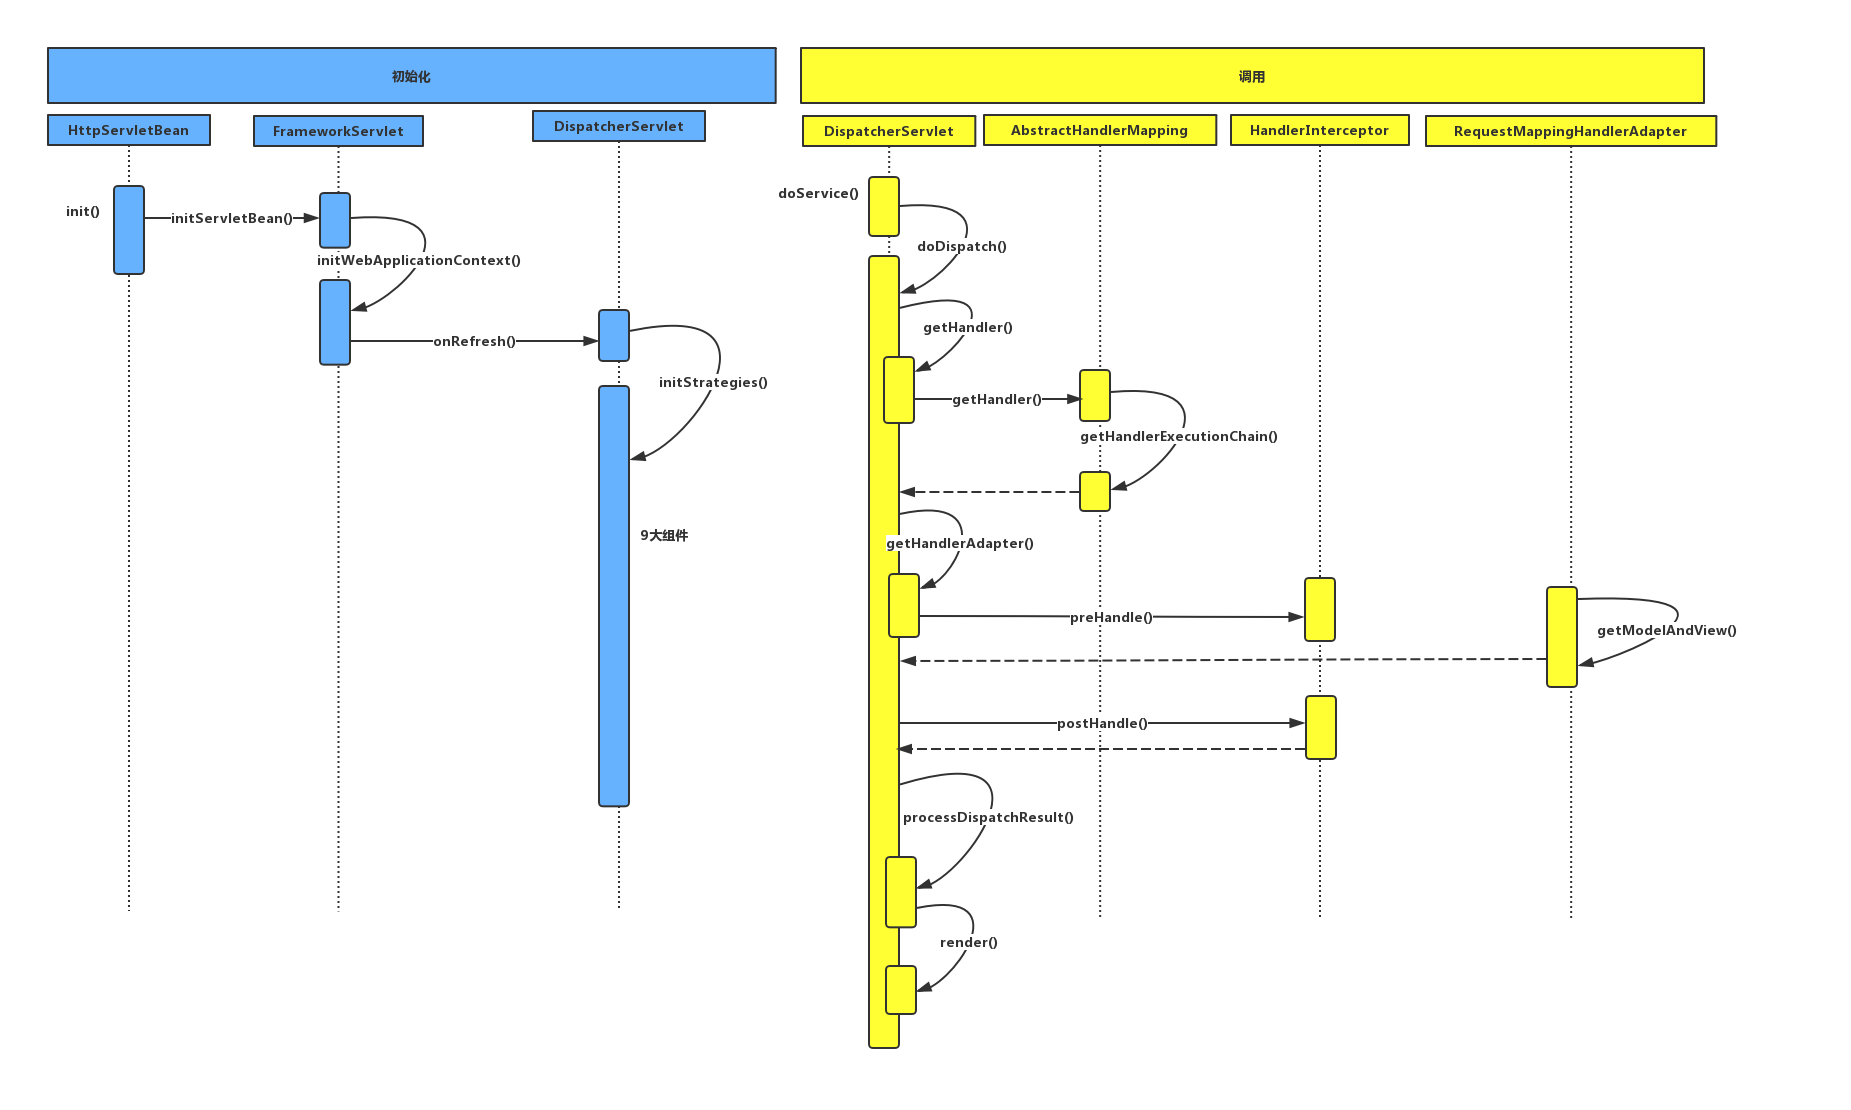 初始化
调用
HttpServletBean
FrameworkServlet
DispatcherServlet
DispatcherServlet
AbstractHandlerMapping
HandlerInterceptor
RequestMappingHandlerAdapter
init()
initServletBean()
initWebApplicationContext()
onRefresh()
initStrategies()
9大组件
doService()
doDispatch()
getHandler()
getHandler()
getHandlerExecutionChain()
getHandlerAdapter()
preHandle()
getModelAndView()
postHandle()
processDispatchResult()
render()